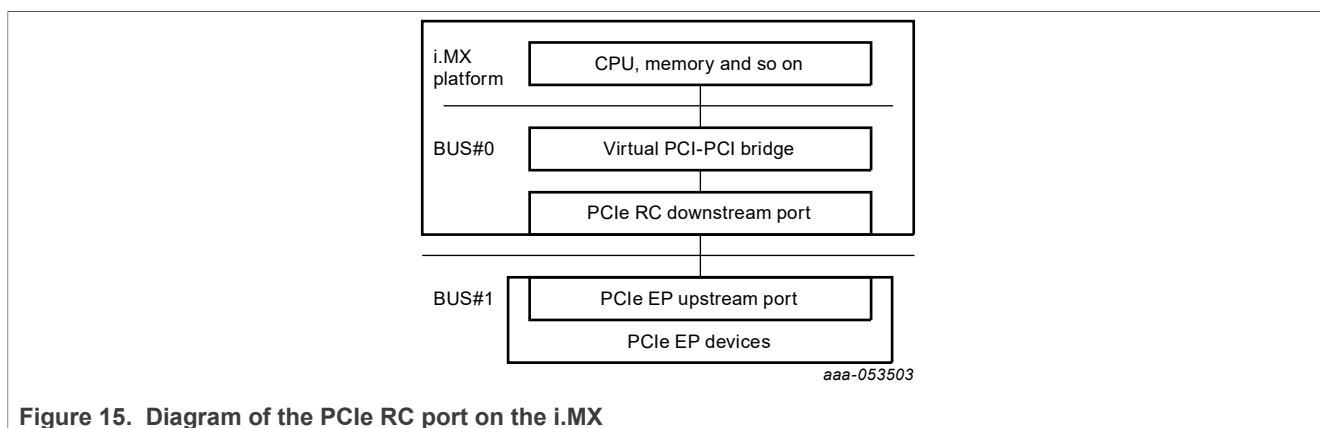 i.MX
platform
CPU, memory and so on
BUS#0
Virtual PCI-PCI bridge
PCIe RC downstream port
BUS#1
PCIe EP upstream port
PCIe EP devices
aaa-053503
Figure 15. Diagram of the PCIe RC port on the i.MX